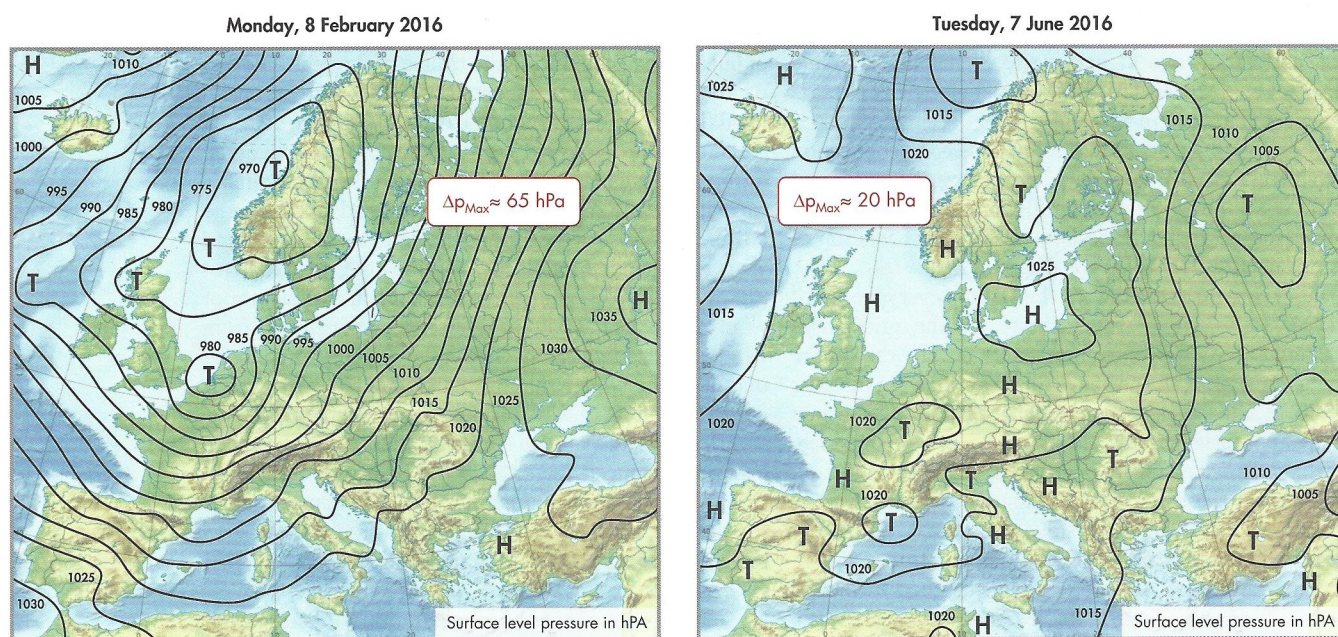 Monday, 8 February 2016
H
1010
1005
1000
995
990
985
980
975
970
T
T
T
T
Δp_Max≈ 65 hPa
H
1035
980
985
990
995
1000
1005
1010
1015
1020
1025
1030
T
H
1025
1030
Surface level pressure in hPA
Tuesday, 7 June 2016
H
T
1025
1015
1020
1015
1010
1005
T
Δp_Max≈ 20 hPa
T
H
1025
H
H
1015
1020
H
1020
T
H
T
H
T
H
1020
T
H
H
T
T
1020
H
1010
1005
T
H
1015
1020
H
Surface level pressure in hPA